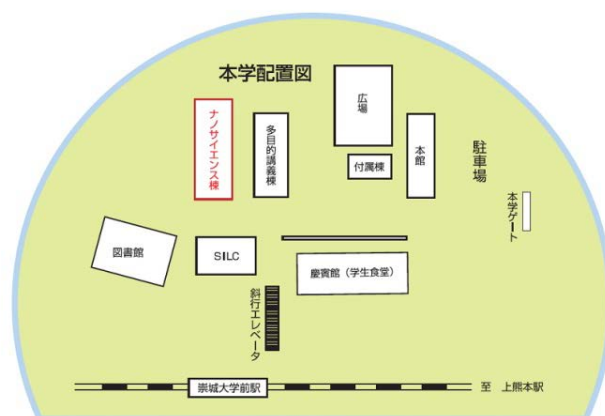 本学配置図
広場
ナノサイエンス棟
多目的講義棟
付属棟
本館
駐車場
本学ゲート
図書館
SILC
慶賓館（学生食堂）
斜行エレベータ
崇城大学前駅
至　上熊本駅